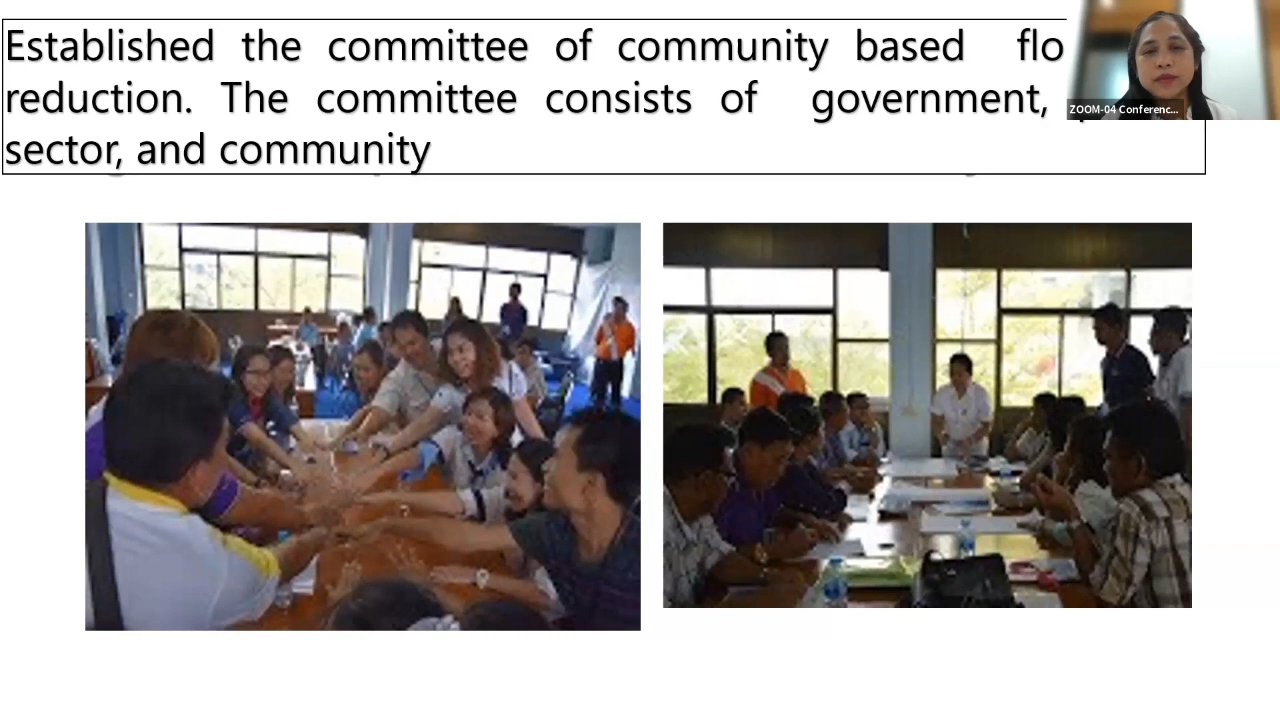 Established the committee of community based flo
reduction. The committee consists of government,
sector, and community
ZOOM-04 Conferenc...